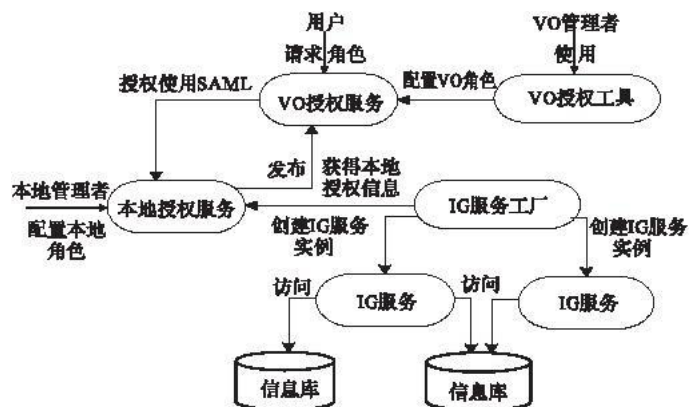 用户
VO管理者
请求 角色
使用
授权使用SAML
配置VO角色
VO授权服务
VO授权工具
发布
获得本地
授权信息
本地管理者
本地授权服务
IG服务工厂
配置本地
角色
创建IG服务
实例
创建IG服务
实例
访问
访问
IG服务
IG服务
信息库
信息库